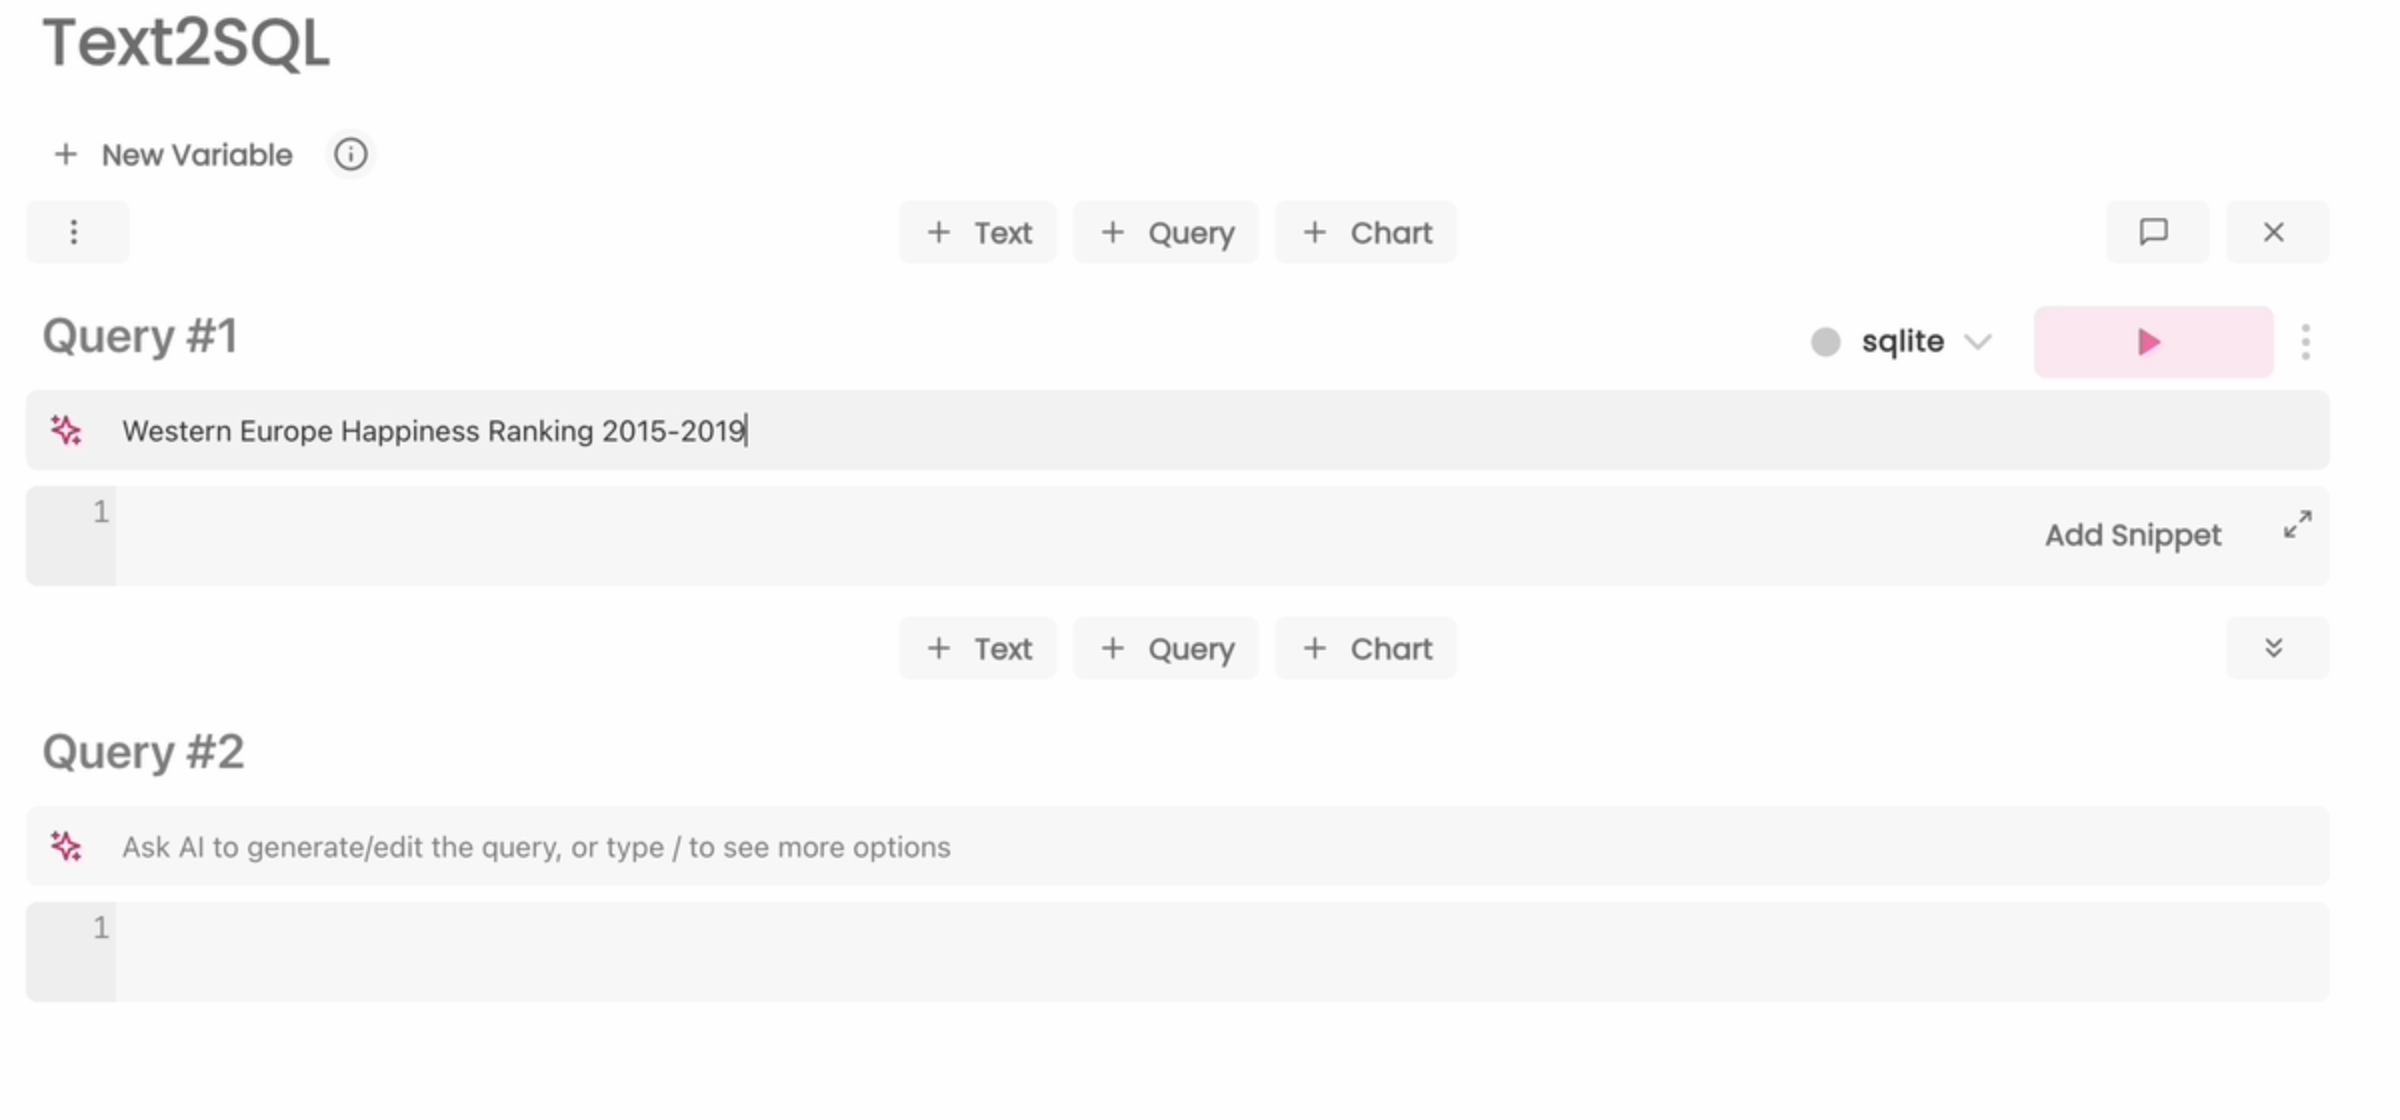 Text2SQL
+ New Variable
+ Text + Query + Chart
Query #1
sqlite
Western Europe Happiness Ranking 2015-2019
1
Add Snippet
+ Text + Query + Chart
Query #2
Ask AI to generate/edit the query, or type / to see more options
1